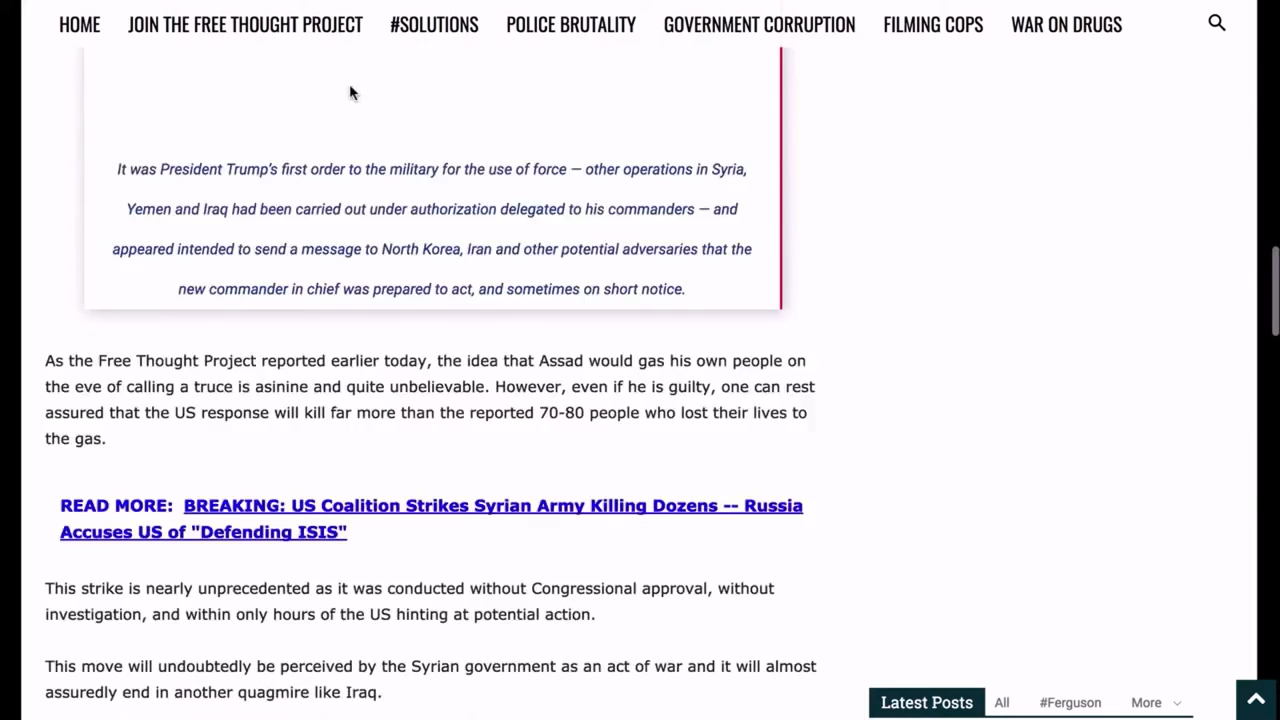 HOME JOIN THE FREE THOUGHT PROJECT #SOLUTIONS POLICE BRUTALITY GOVERNMENT CORRUPTION FILMING COPS WAR ON DRUGS
It was President Trump’s first order to the military for the use of force — other operations in Syria,
Yemen and Iraq had been carried out under authorization delegated to his commanders — and
appeared intended to send a message to North Korea, Iran and other potential adversaries that the
new commander in chief was prepared to act, and sometimes on short notice.
As the Free Thought Project reported earlier today, the idea that Assad would gas his own people on
the eve of calling a truce is asinine and quite unbelievable. However, even if he is guilty, one can rest
assured that the US response will kill far more than the reported 70-80 people who lost their lives to
the gas.
READ MORE: BREAKING: US Coalition Strikes Syrian Army Killing Dozens -- Russia
Accuses US of "Defending ISIS"
This strike is nearly unprecedented as it was conducted without Congressional approval, without
investigation, and within only hours of the US hinting at potential action.
This move will undoubtedly be perceived by the Syrian government as an act of war and it will almost
assuredly end in another quagmire like Iraq.
Latest Posts All #Ferguson More